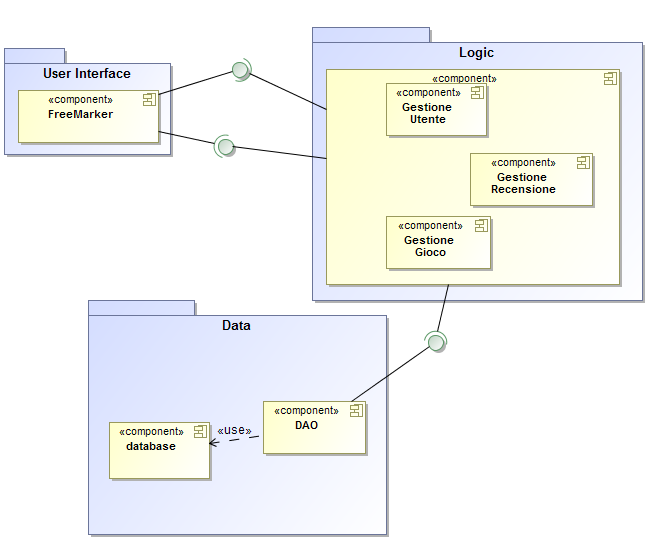 User Interface
«component»
FreeMarker
Logic
«component»
«component»
Gestione
Utente
«component»
Gestione
Recensione
«component»
Gestione
Gioco
Data
«component»
DAO
«use»
«component»
database